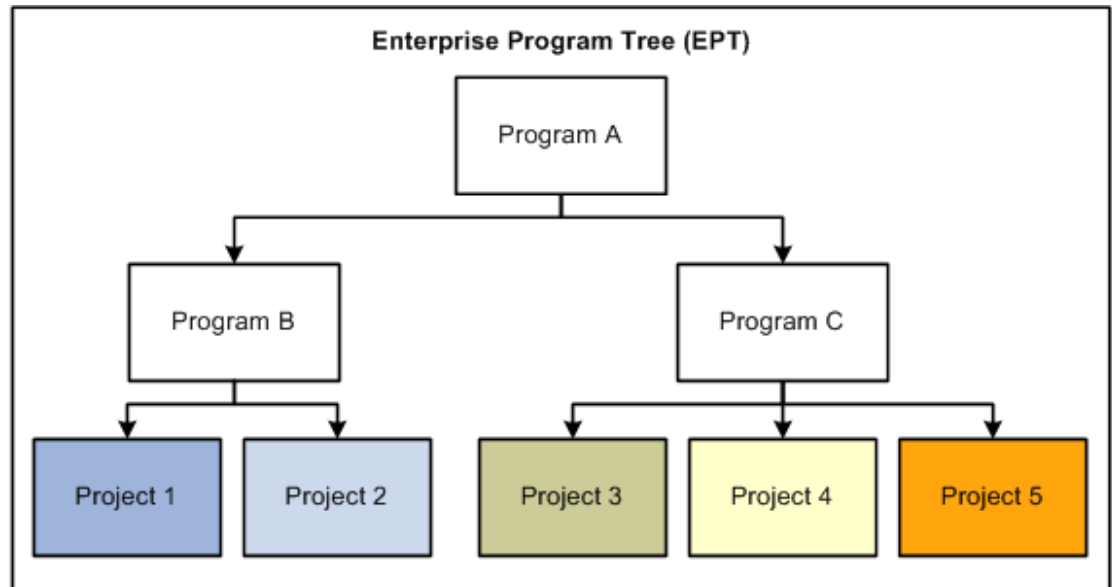 Enterprise Program Tree (EPT)
Program A
Program B
Program C
Project 1
Project 2
Project 3
Project 4
Project 5